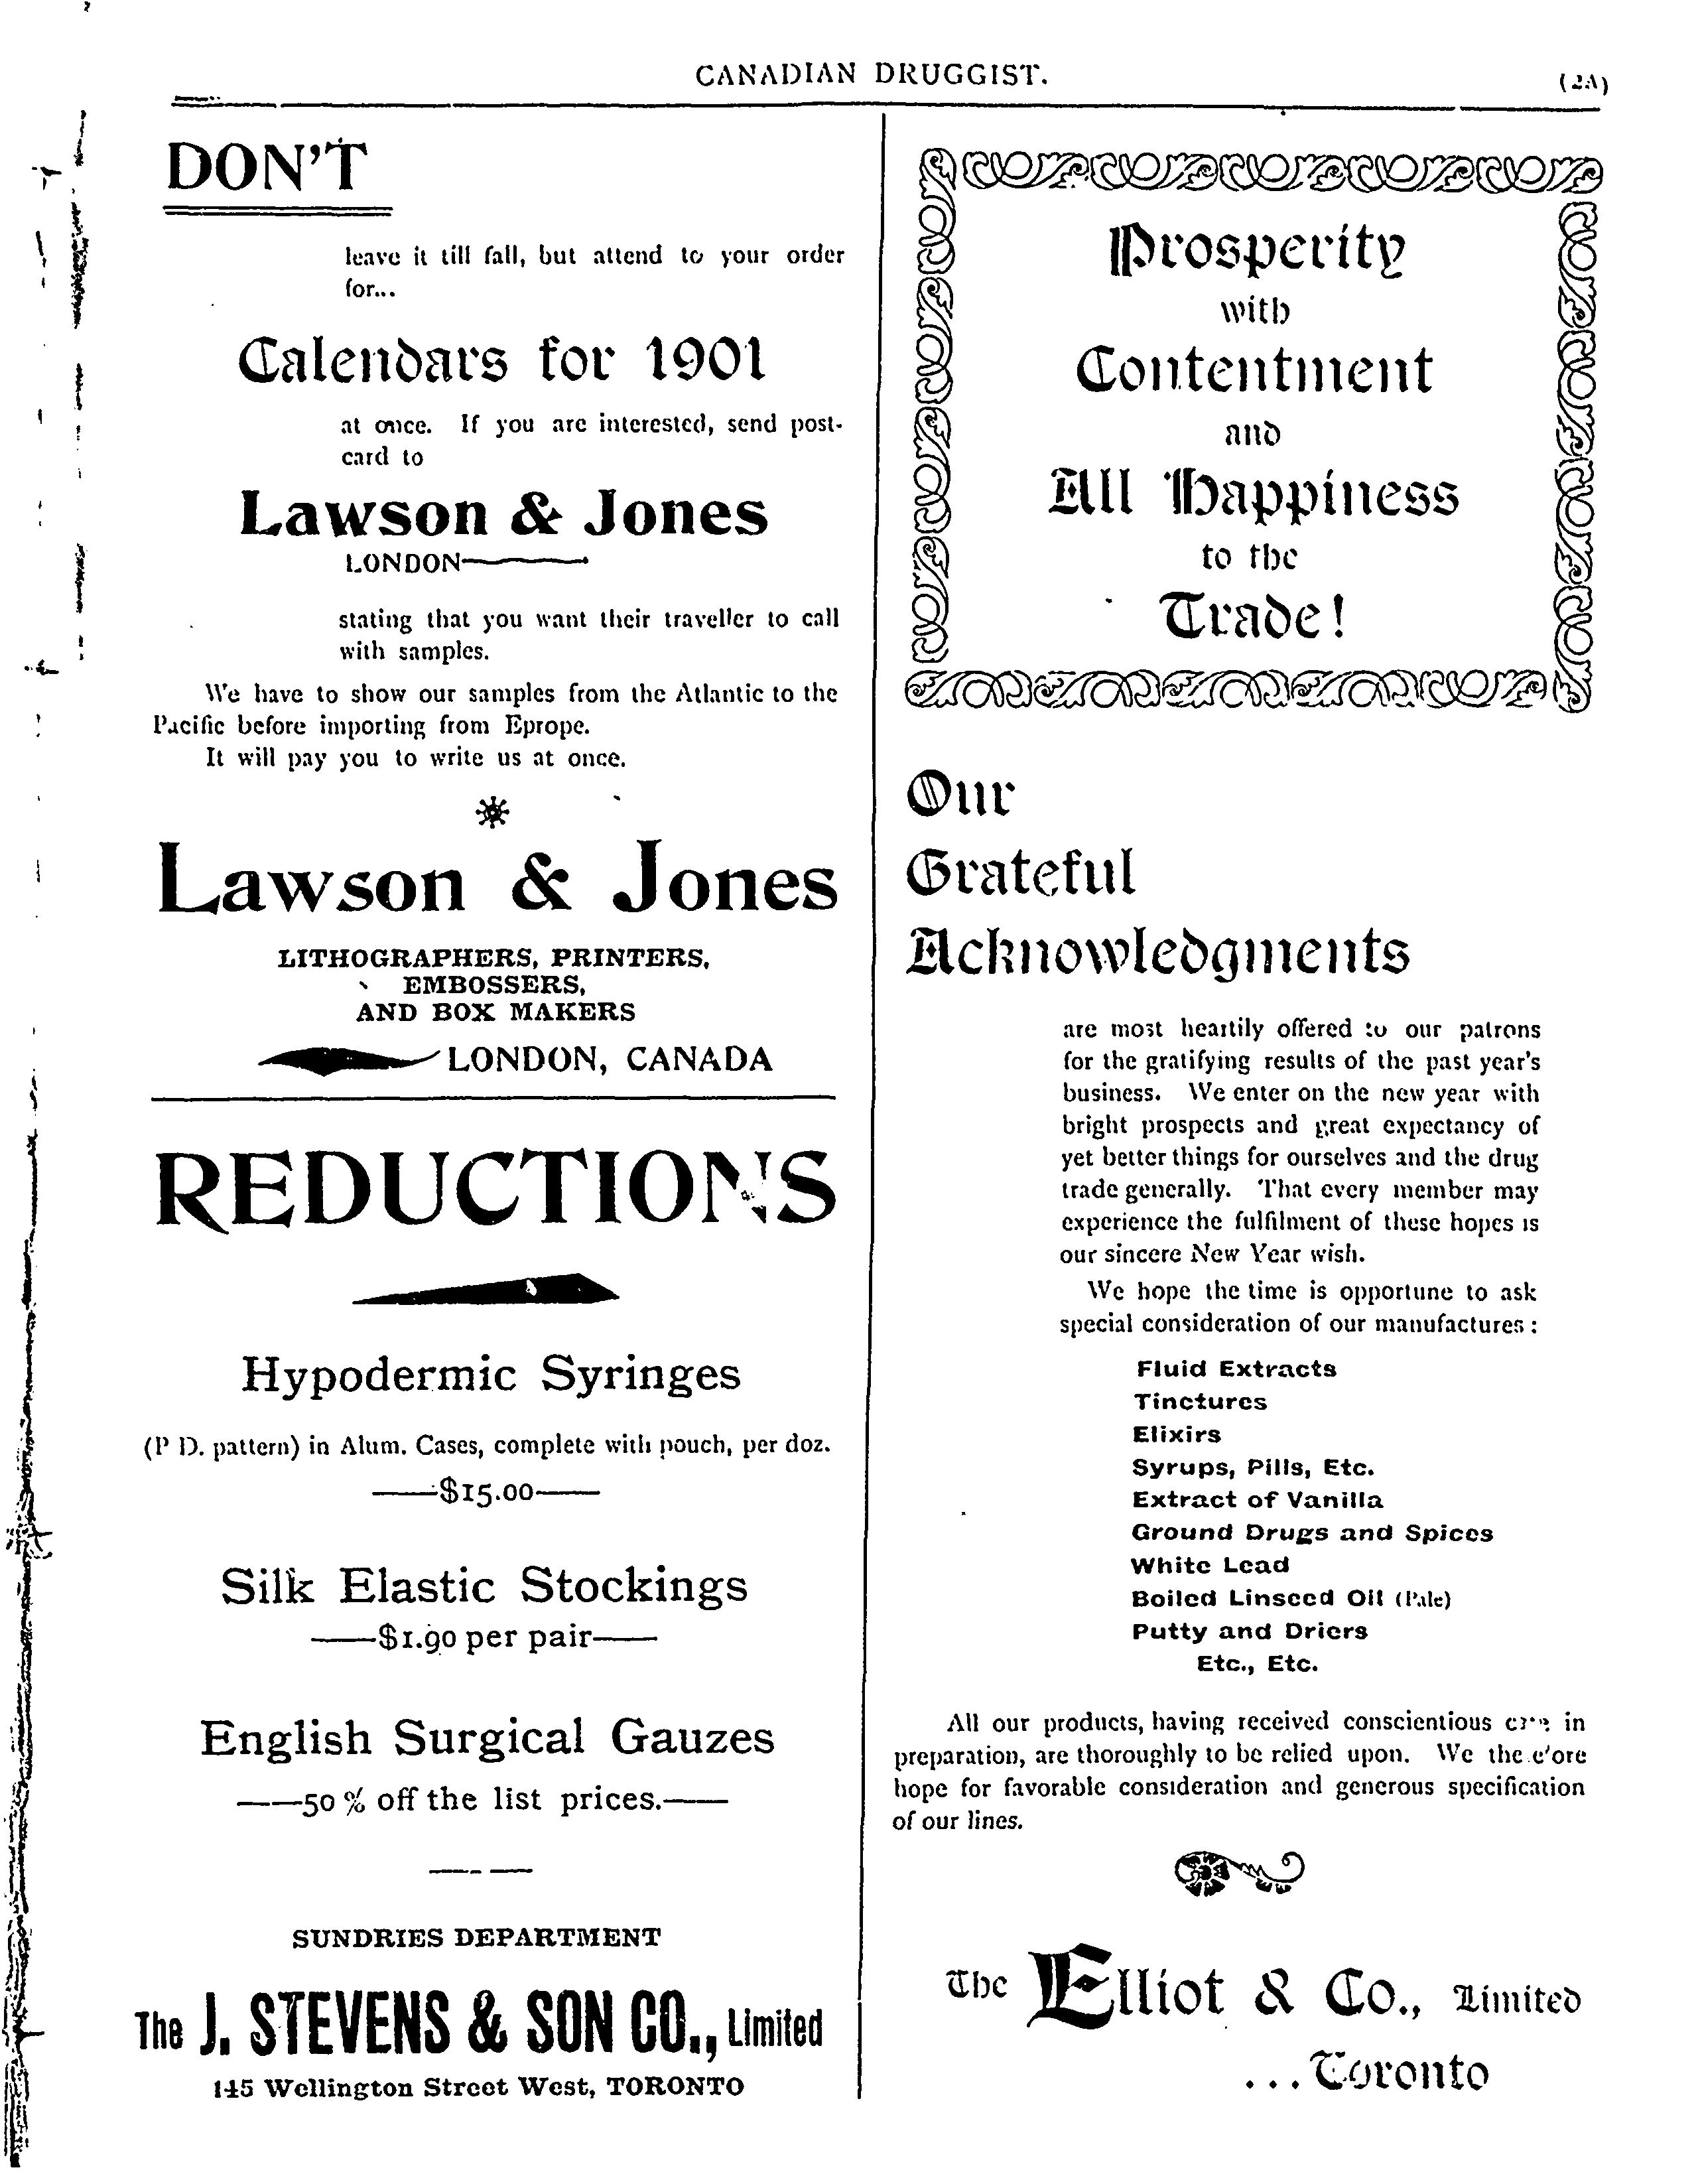 CANADIAN DRUGGIST.
(2A)
DON'T
leave it till fall, but attend to your order
for...
Calendars for 1901
at once. If you are interested, send post-
card to
Lawson & Jones
LONDON
stating that you want their traveller to call
with samples.
We have to show our samples from the Atlantic to the
Pacific before importing from Eprope.
It will pay you to write us at once.
Lawson & Jones
LITHOGRAPHERS, PRINTERS,
EMBOSSERS,
AND BOX MAKERS
LONDON, CANADA
REDUCTIONS
Hypodermic Syringes
(P D. pattern) in Alum. Cases, complete with pouch, per doz.
—$15.00—
Silk Elastic Stockings
—$1.90 per pair—
English Surgical Gauzes
——50 % off the list prices.—
SUNDRIES DEPARTMENT
The J. STEVENS & SON CO., Limited
145 Wellington Street West, TORONTO
Prosperity
with
Contentment
and
All Happiness
to the
Trade!
Our
Grateful
Acknowledgments
are most heartily offered to our patrons
for the gratifying results of the past year's
business. We enter on the new year with
bright prospects and great expectancy of
yet better things for ourselves and the drug
trade generally. That every member may
experience the fulfilment of these hopes is
our sincere New Year wish.
We hope the time is opportune to ask
special consideration of our manufactures:
Fluid Extracts
Tinctures
Elixirs
Syrups, Pills, Etc.
Extract of Vanilla
Ground Drugs and Spices
White Lead
Boiled Linseed Oil (Pale)
Putty and Driers
Etc., Etc.
All our products, having received conscientious care in
preparation, are thoroughly to be relied upon. We therefore
hope for favorable consideration and generous specification
of our lines.
The Elliot & Co., Limited
...Toronto